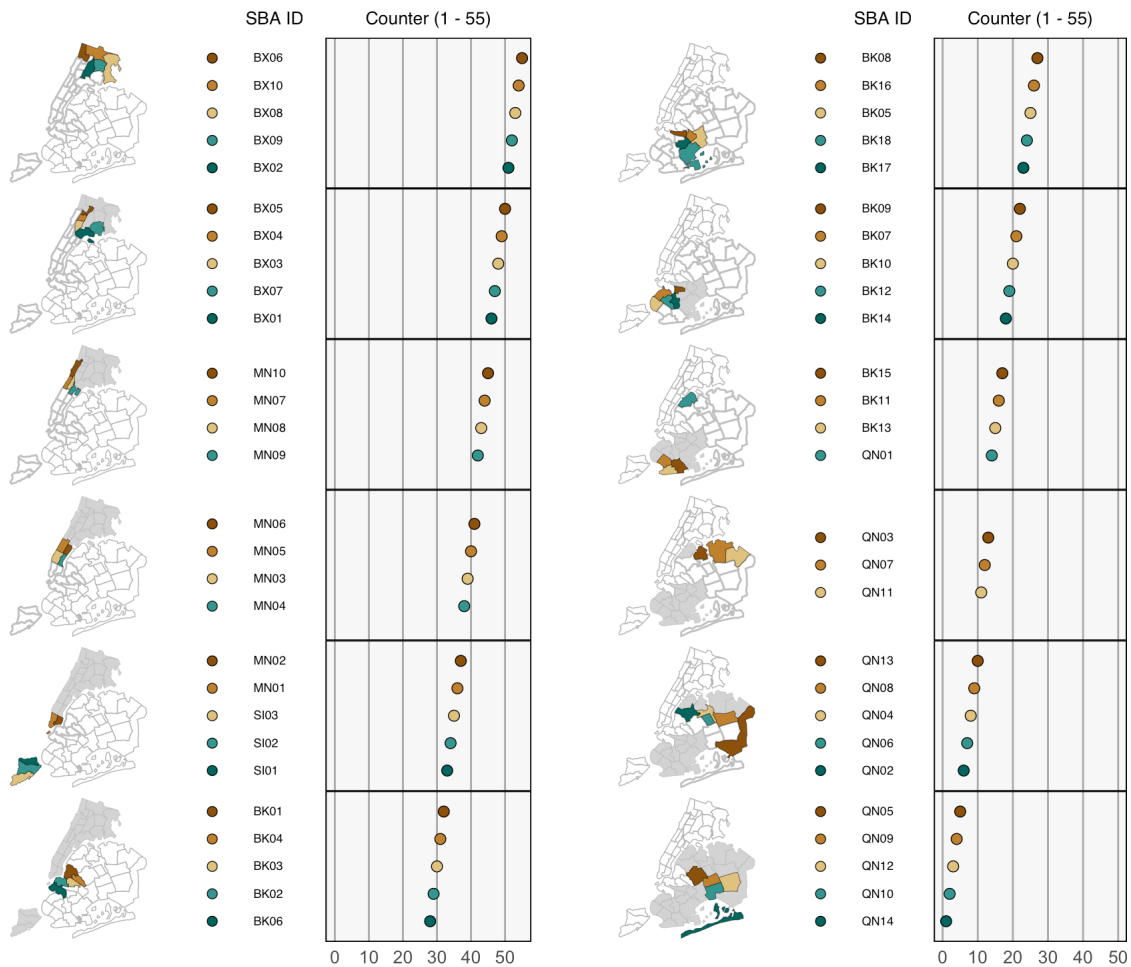 SBA ID Counter (1 - 55)
BX06
BX10
BX08
BX09
BX02
BX05
BX04
BX03
BX07
BX01
MN10
MN07
MN08
MN09
MN06
MN05
MN03
MN04
MN02
MN01
SI03
SI02
SI01
BK01
BK04
BK03
BK02
BK06
0 10 20 30 40 50
SBA ID Counter (1 - 55)
BK08
BK16
BK05
BK18
BK17
BK09
BK07
BK10
BK12
BK14
BK15
BK11
BK13
QN01
QN03
QN07
QN11
QN13
QN08
QN04
QN06
QN02
QN05
QN09
QN12
QN10
QN14
0 10 20 30 40 50